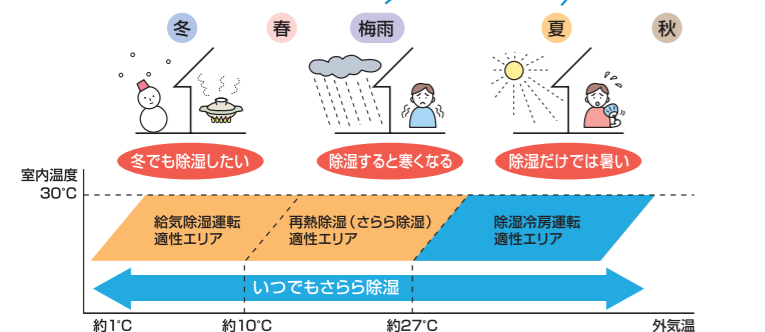 冬 春 梅雨 夏 秋
冬でも除湿したい 除湿すると寒くなる 除湿だけでは暑い
室内温度
30℃
給気除湿運転 再熱除湿(さらら除湿) 除湿冷房運転
適性エリア 適性エリア 適性エリア
いつでもさらら除湿
約1℃ 約10℃ 約27℃ 外気温